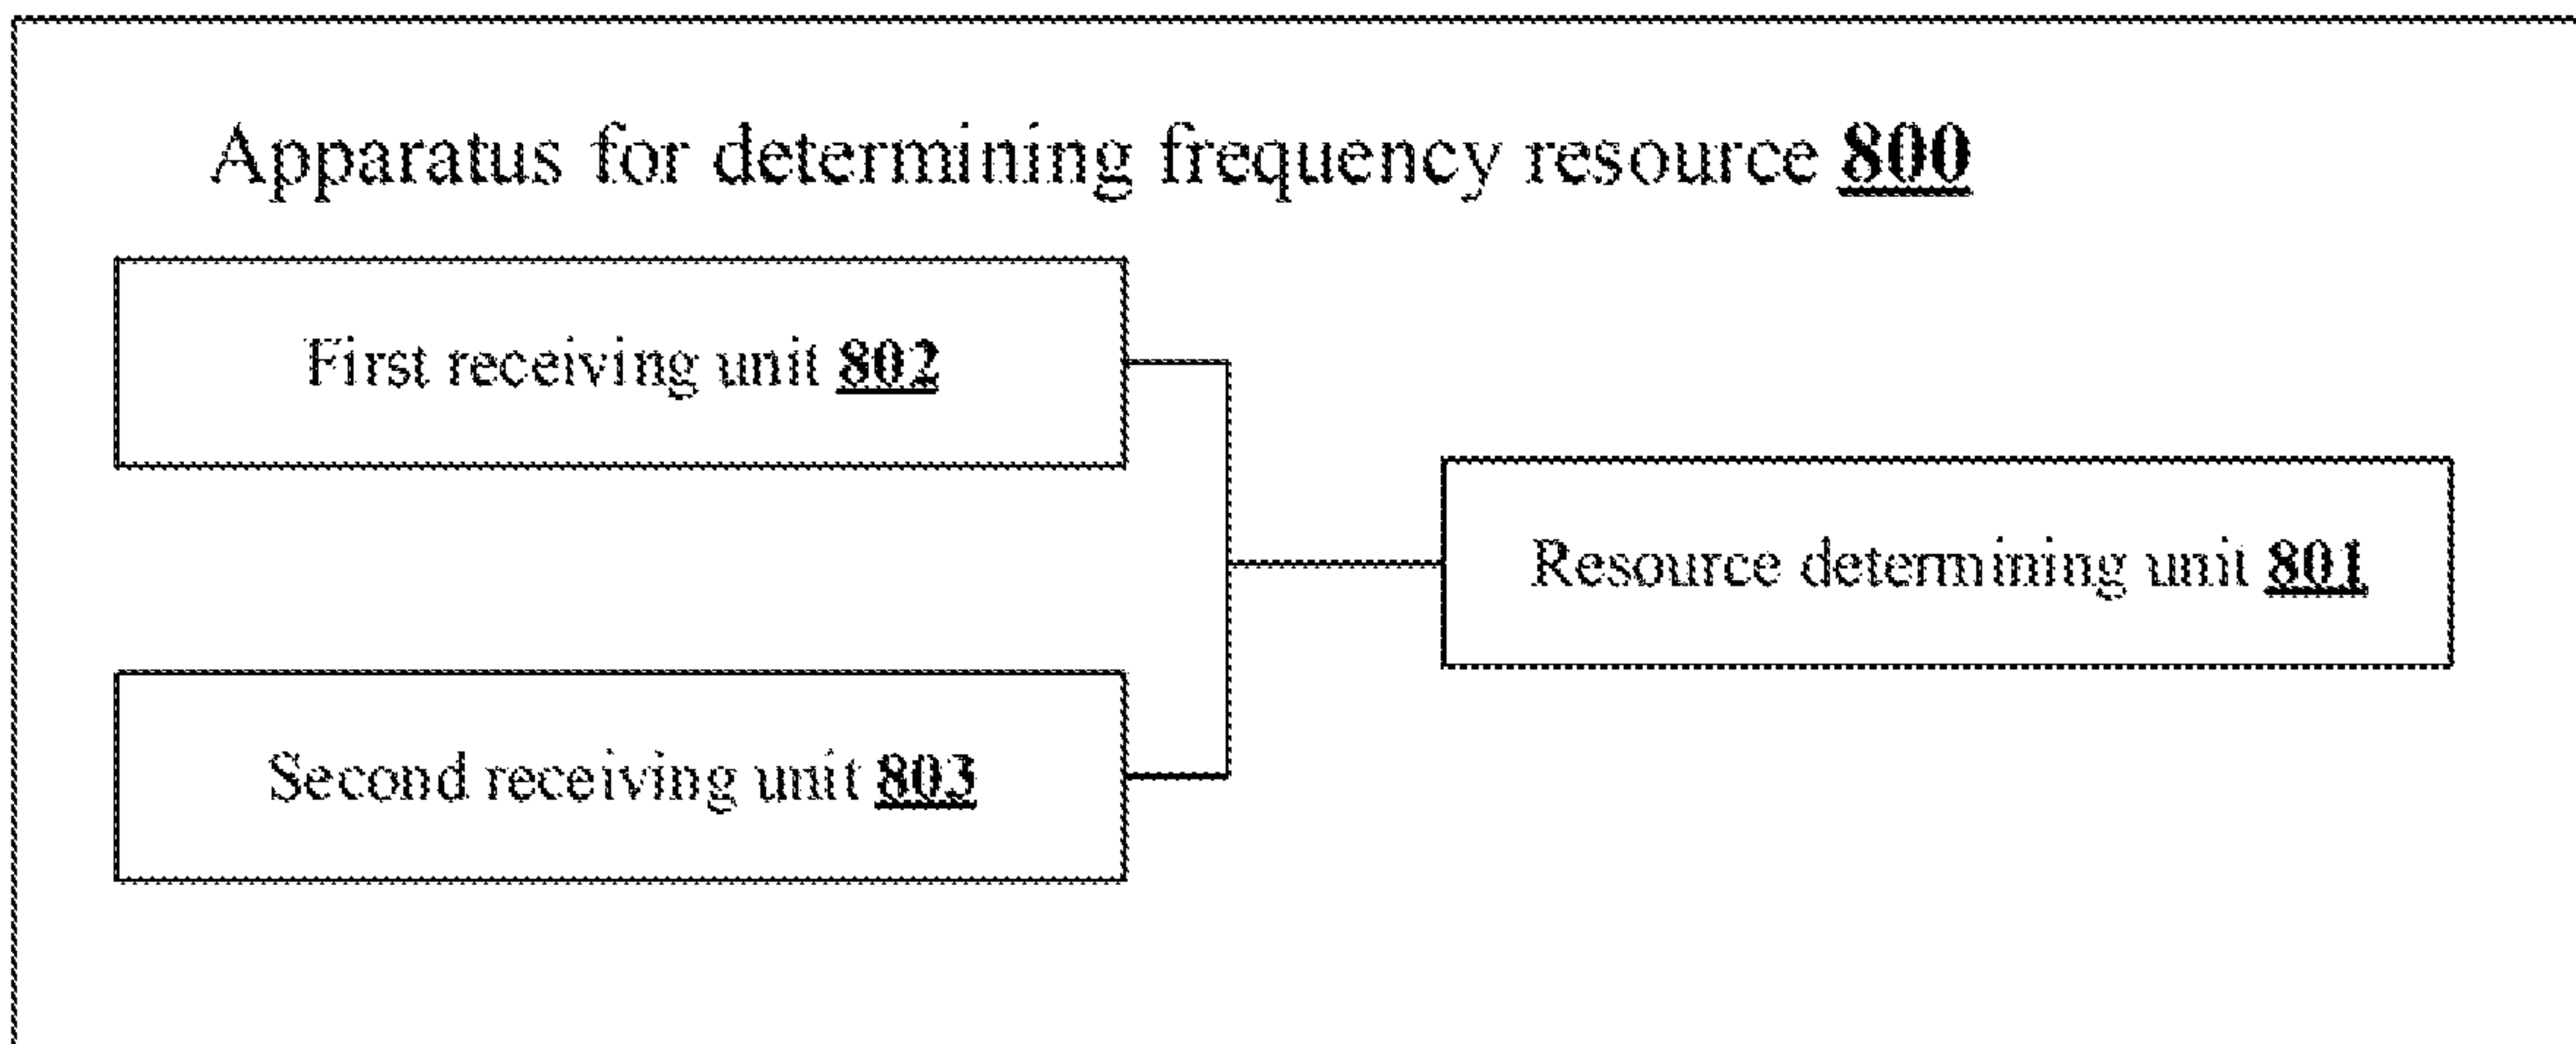 Apparatus for determining frequency resource 800
First receiving unit 802
Resource determining unit 801
Second receiving unit 803